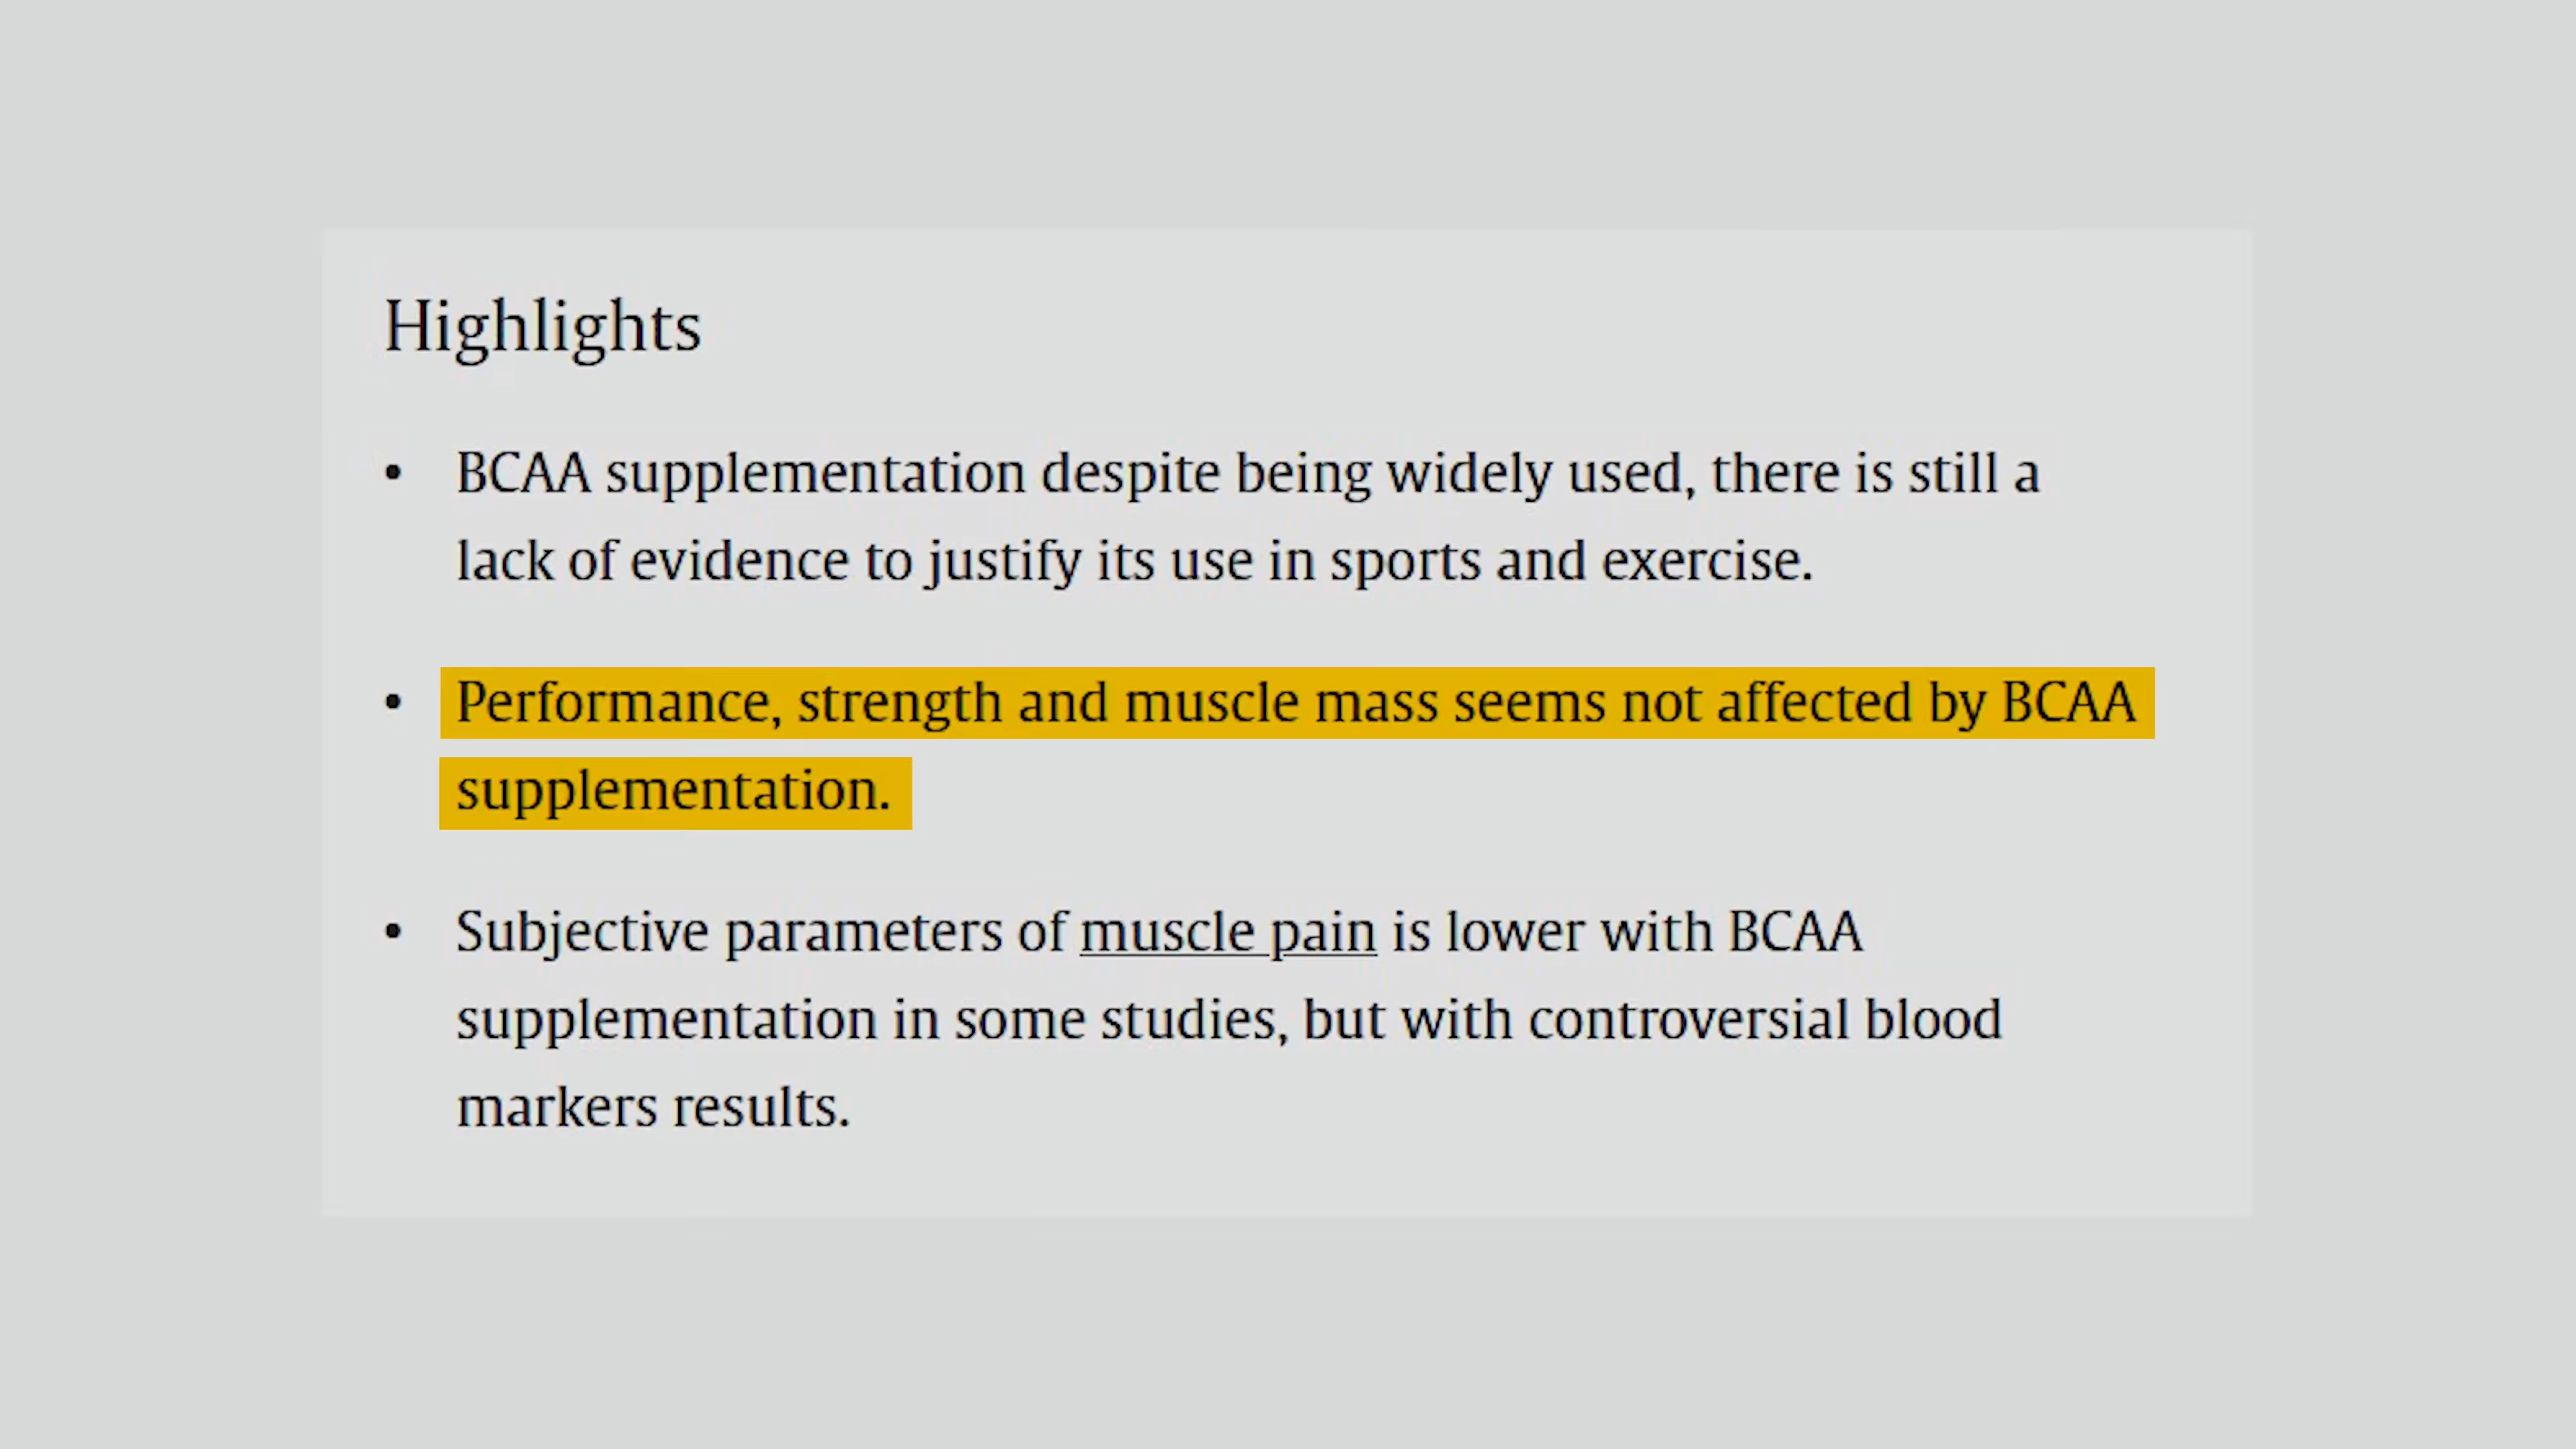 Highlights
• BCAA supplementation despite being widely used, there is still a
lack of evidence to justify its use in sports and exercise.
• Performance, strength and muscle mass seems not affected by BCAA
supplementation.
• Subjective parameters of muscle pain is lower with BCAA
supplementation in some studies, but with controversial blood
markers results.